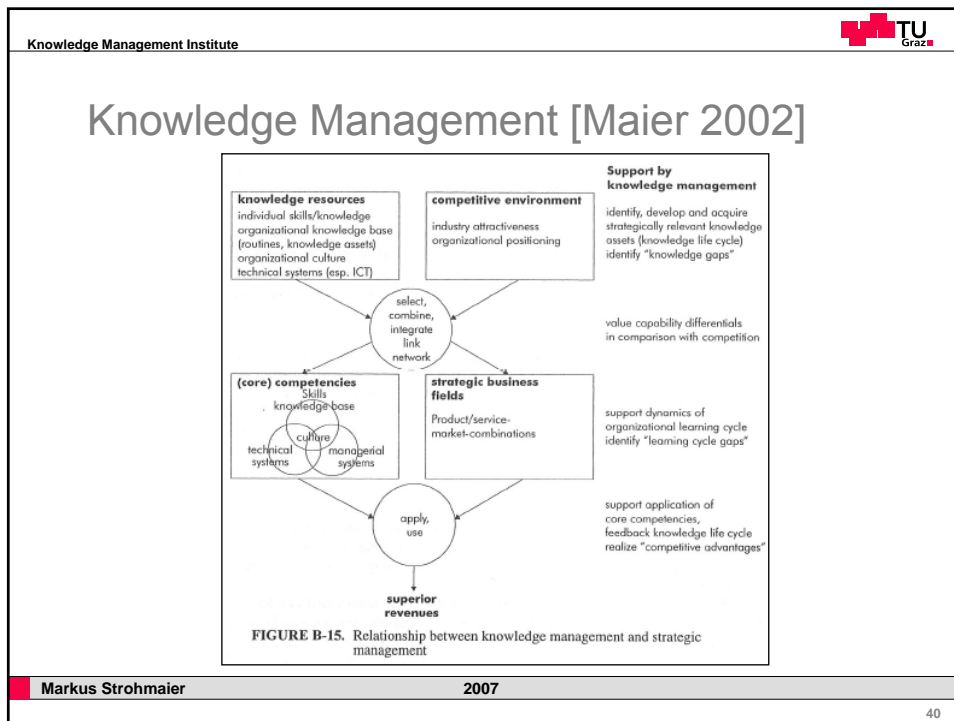 Knowledge Management Institute
TU
Graz
Knowledge Management [Maier 2002]
knowledge resources
individual skills/knowledge
organizational knowledge base
(routines, knowledge assets)
organizational culture
technical systems (esp. ICT)
competitive environment
industry attractiveness
organizational positioning
Support by
knowledge management
identify, develop and acquire
strategically relevant knowledge
assets (knowledge life cycle)
identify "knowledge gaps"
select,
combine,
integrate
link
network
value capability differentials
in comparison with competition
(core) competencies
Skills
knowledge base
culture
technical
systems
managerial
systems
strategic business
fields
Product/service-
market-combinations
support dynamics of
organizational learning cycle
identify "learning cycle gaps"
apply,
use
support application of
core competencies,
feedback knowledge life cycle
realize "competitive advantages"
superior
revenues
FIGURE B-15. Relationship between knowledge management and strategic
management
Markus Strohmaier
2007
40